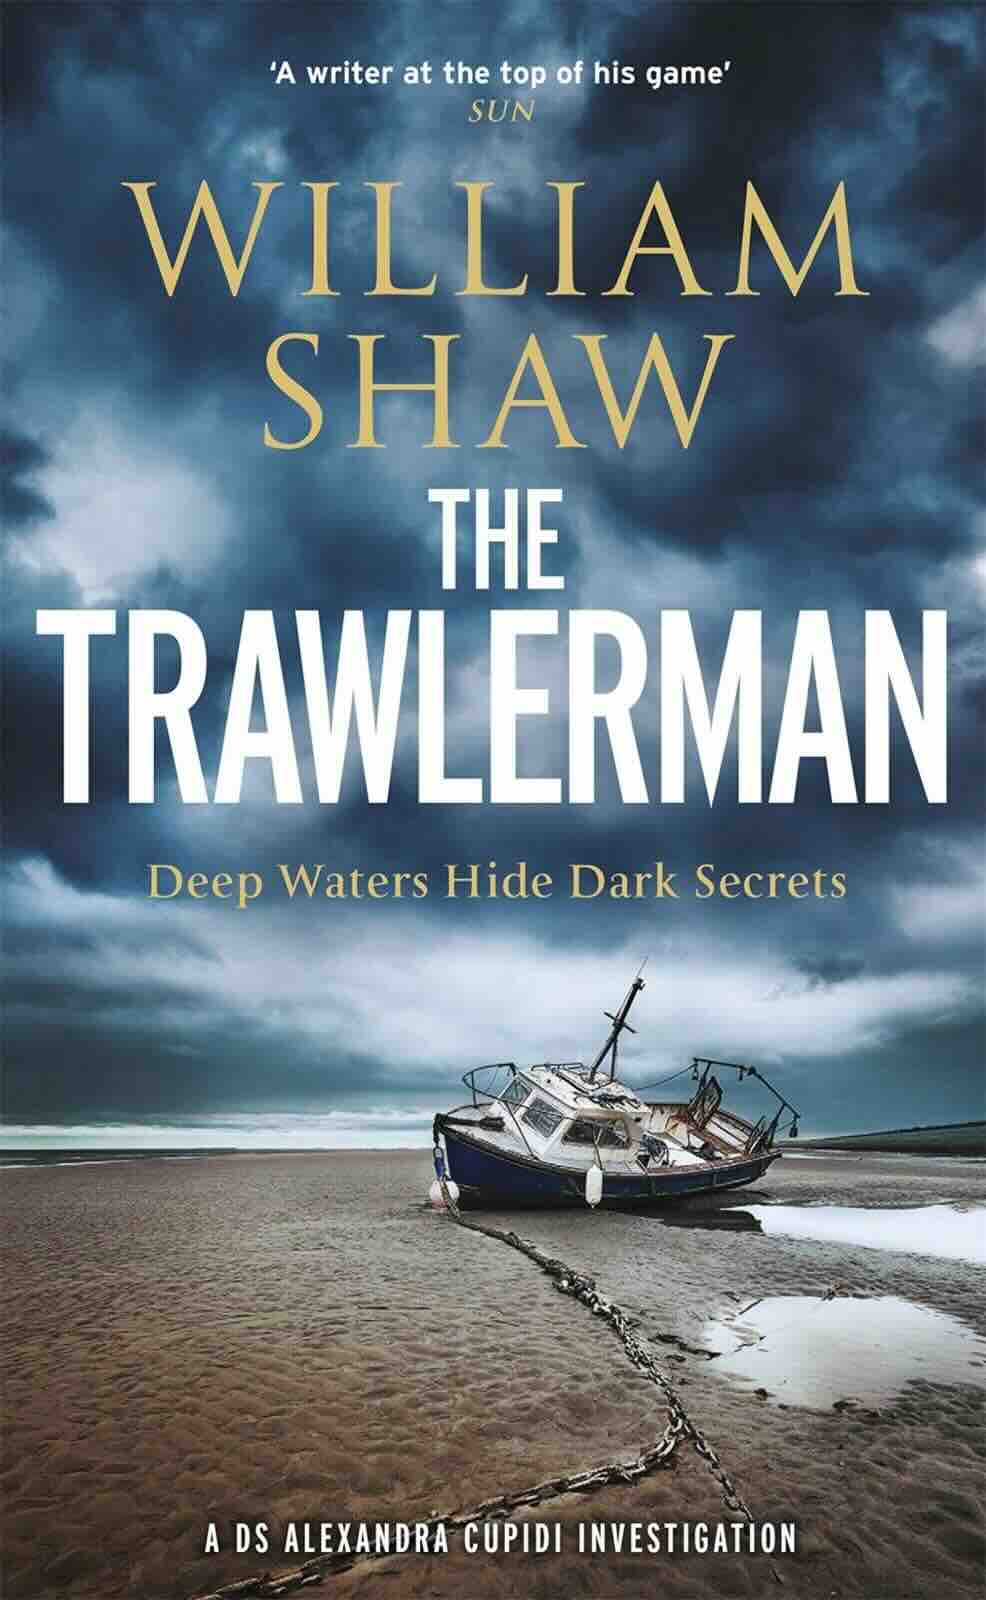 ‘A writer at the top of his game’
SUN
WILLIAM
SHAW
THE
TRAWLERMAN
Deep Waters Hide Dark Secrets
A DS ALEXANDRA CUPIDI INVESTIGATION